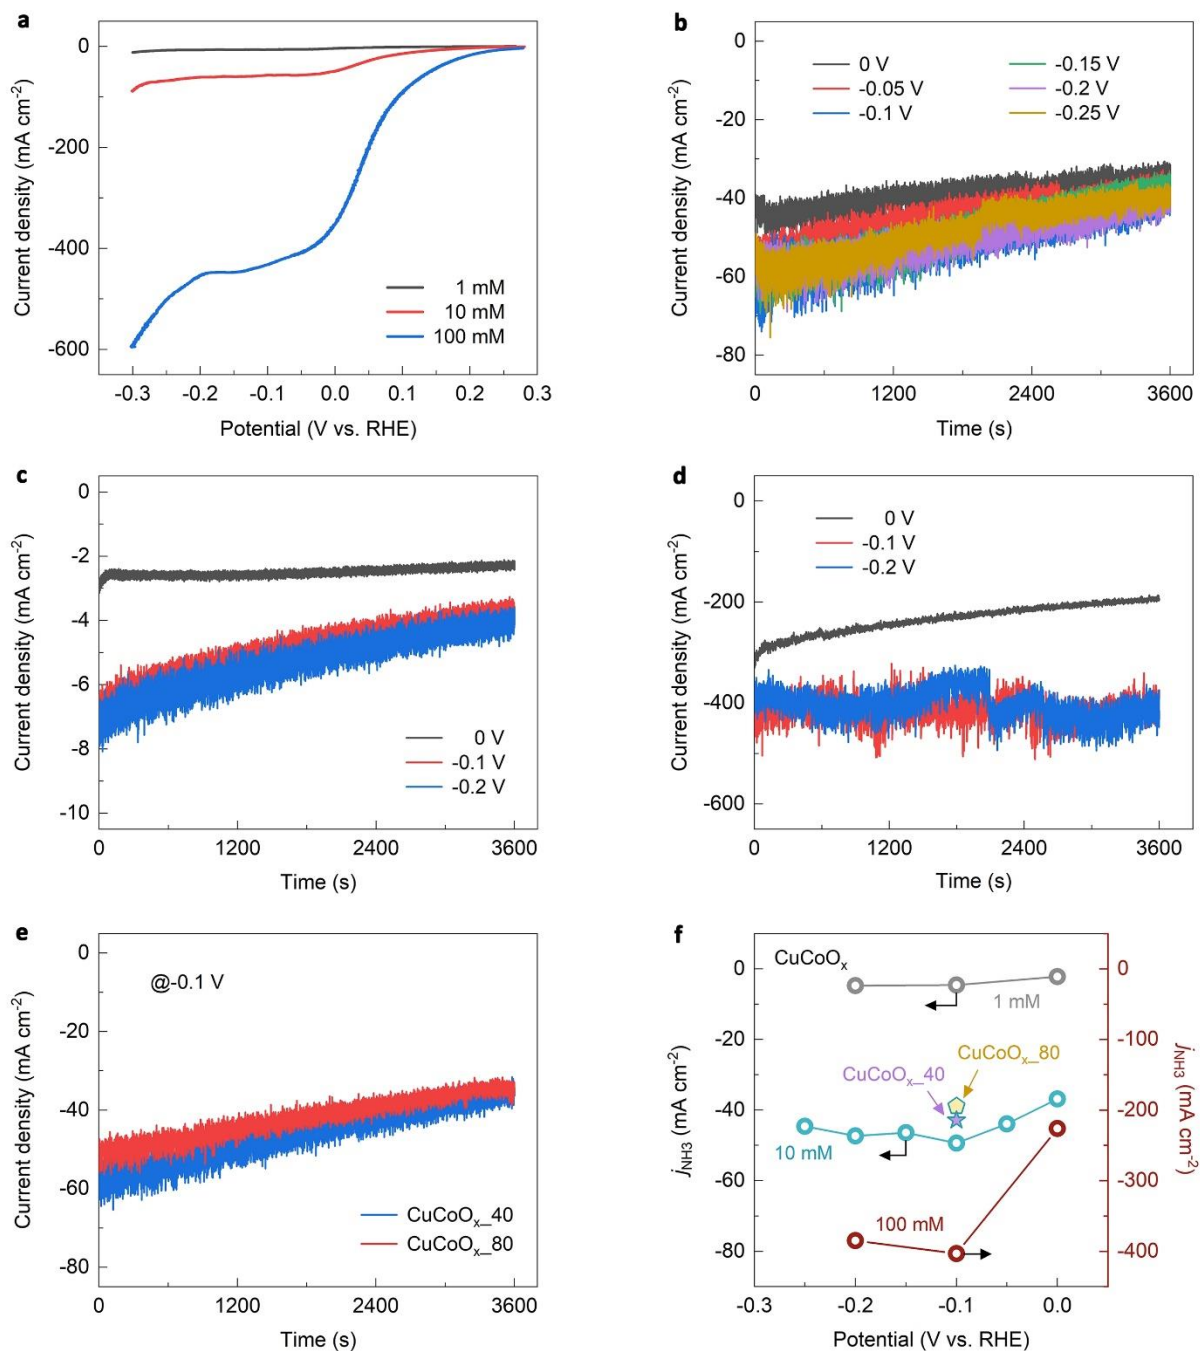 a
Current density (mA cm-2)
0
-200
-400
-600
1 mM
10 mM
100 mM
-0.3 -0.2 -0.1 0.0 0.1 0.2 0.3
Potential (V vs. RHE)
b
Current density (mA cm-2)
0
-20
-40
-60
-80
0 V -0.15 V
-0.05 V -0.2 V
-0.1 V -0.25 V
0 1200 2400 3600
Time (s)
c
Current density (mA cm-2)
0
-2
-4
-6
-8
-10
0 V
-0.1 V
-0.2 V
0 1200 2400 3600
Time (s)
d
Current density (mA cm-2)
0
-200
-400
-600
0 V
-0.1 V
-0.2 V
0 1200 2400 3600
Time (s)
e
Current density (mA cm-2)
0
-20
-40
-60
-80
@-0.1 V
CuCoOx_40
CuCoOx_80
0 1200 2400 3600
Time (s)
f
jNH3 (mA cm-2)
0
-20
-40
-60
-80
CuCoOx
1 mM
CuCoOx_80
CuCoOx_40
10 mM
100 mM
0
-100
-200
-300
-400
jNH3 (mA cm-2)
-0.3 -0.2 -0.1 0.0
Potential (V vs. RHE)